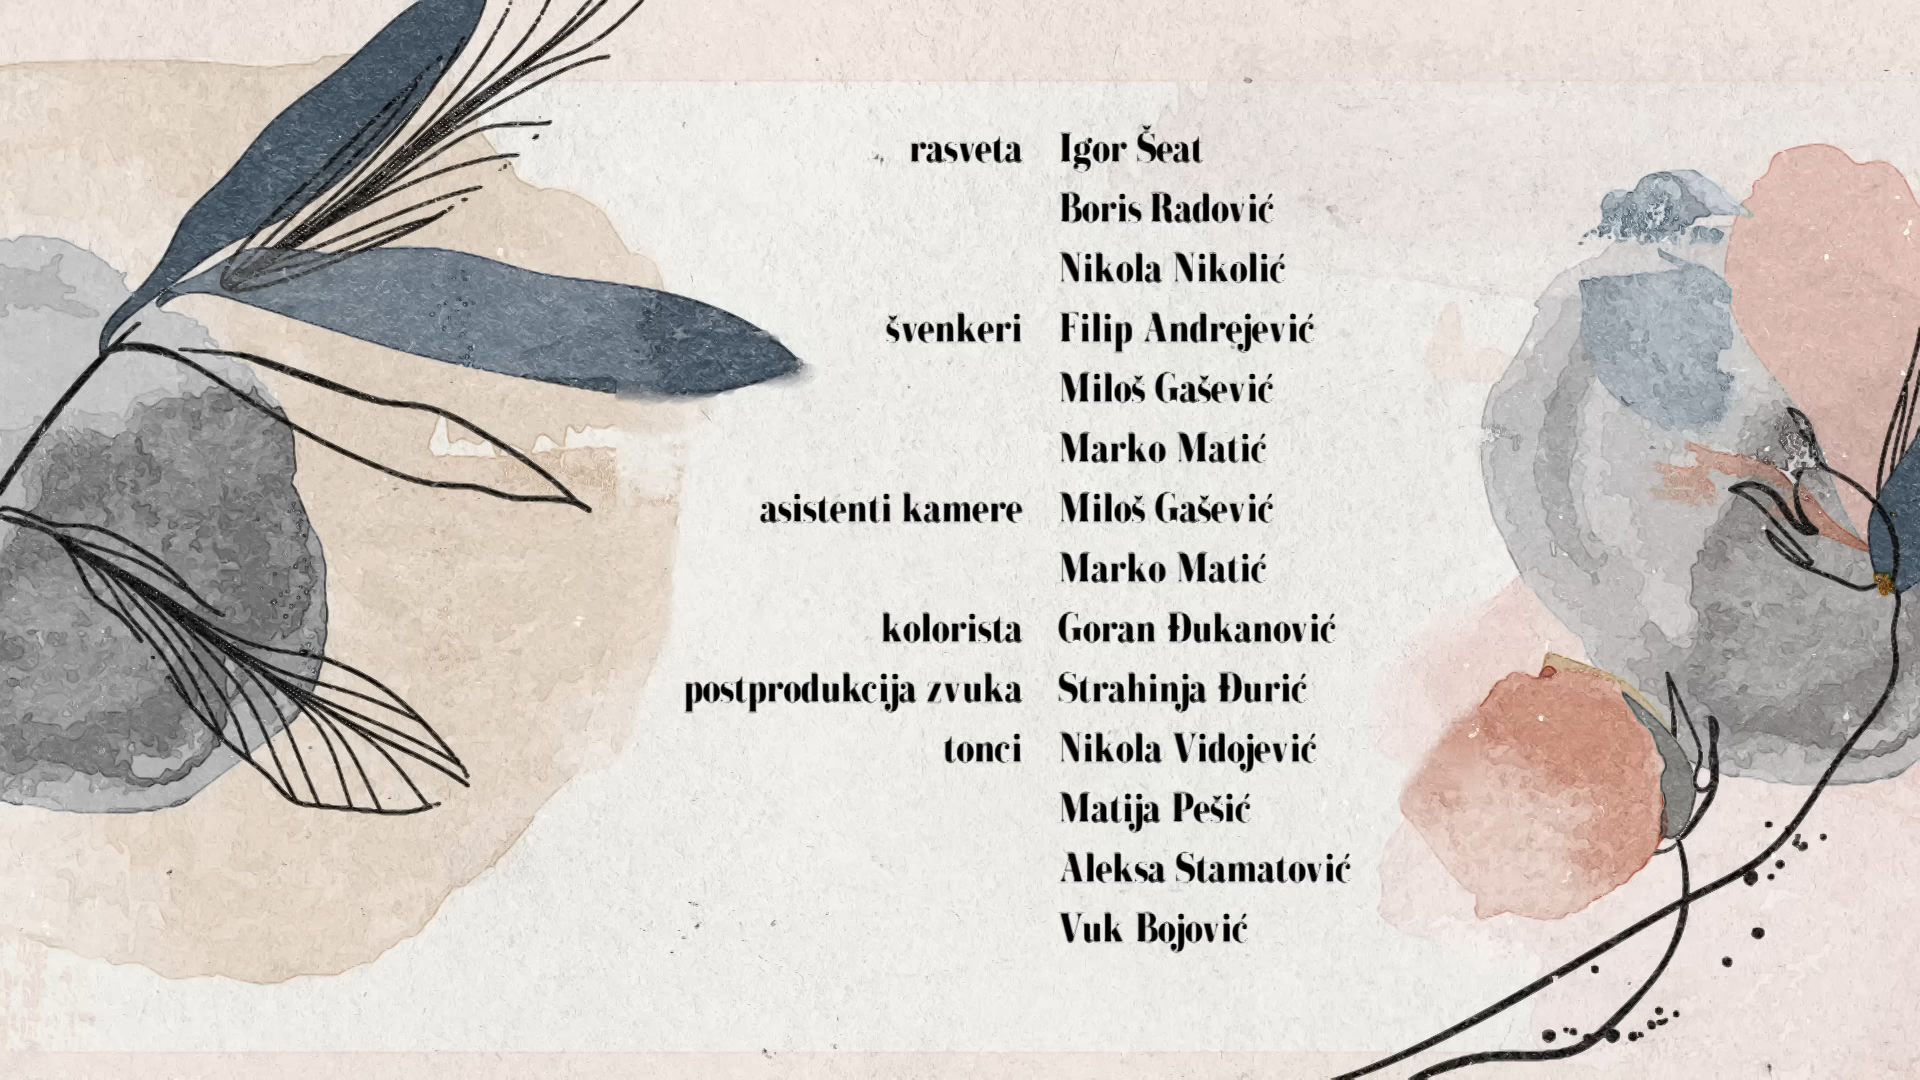 rasveta Igor Šeat
Boris Radović
Nikola Nikolić
švenkeri Filip Andrejević
Miloš Gašević
Marko Matić
asistenti kamere Miloš Gašević
Marko Matić
kolorista Goran Đukanović
postprodukcija zvuka Strahinja Đurić
tonci Nikola Vidojević
Matija Pešić
Aleksa Stamatović
Vuk Bojović